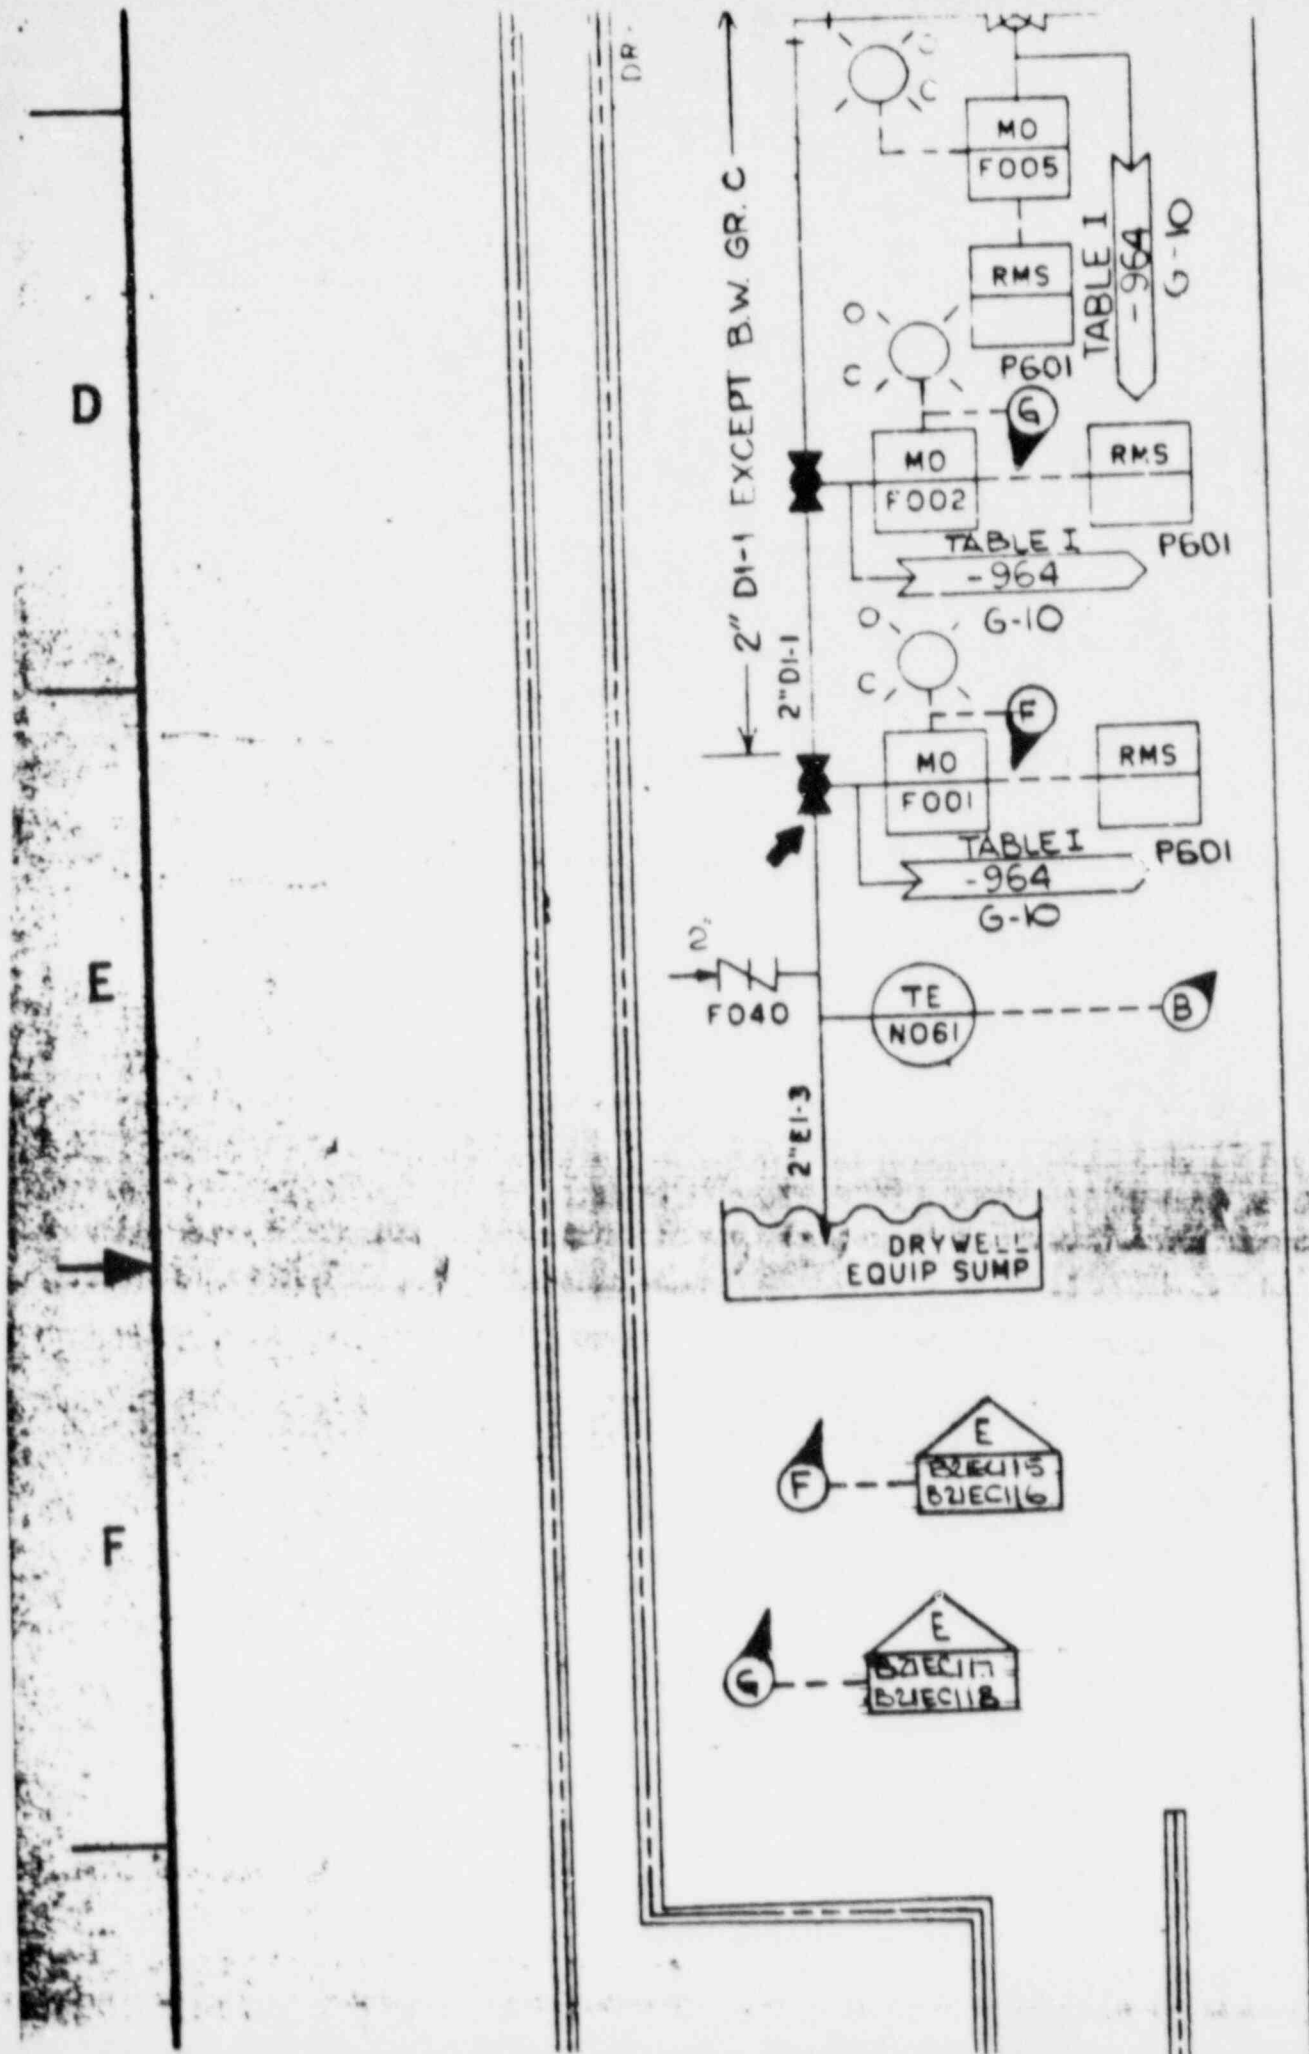 DR
O
C
MO
F005
RMS
P601
TABLE I
-964
G-10
2" D1-1 EXCEPT B.W. GR. C
D
O
C
G
MO
F002
RMS
P601
TABLE I
-964
G-10
2" D1-1
O
C
F
MO
F001
RMS
P601
TABLE I
-964
G-10
E
F040
TE
N061
B
2" E1-3
DRYWELL
EQUIP SUMP
F
E
B21EC116
F
G
E
B21EC118